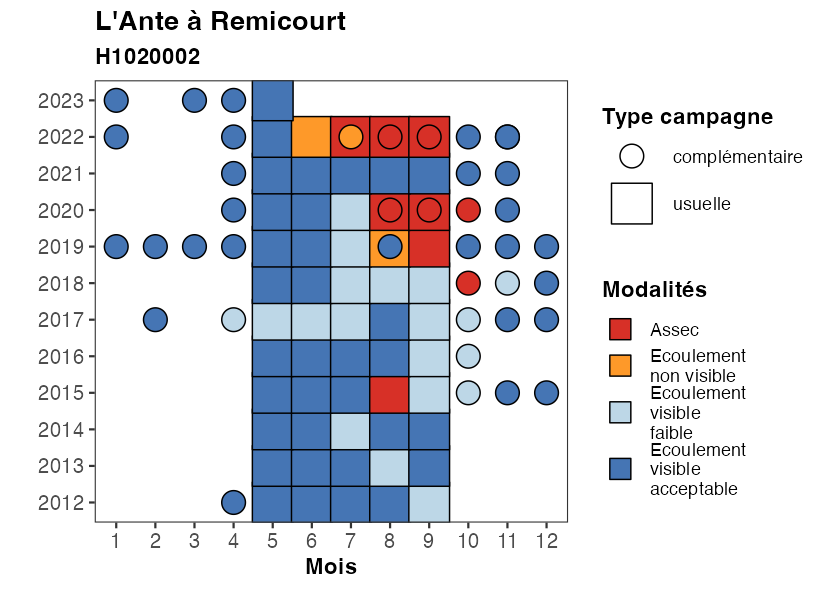 L'Ante à Remicourt
H1020002
2023
2022
2021
2020
2019
2018
2017
2016
2015
2014
2013
2012
1 2 3 4 5 6 7 8 9 10 11 12
Mois
Type campagne
complémentaire
usuelle
Modalités
Assec
Ecoulement
non visible
Ecoulement
visible
faible
Ecoulement
visible
acceptable